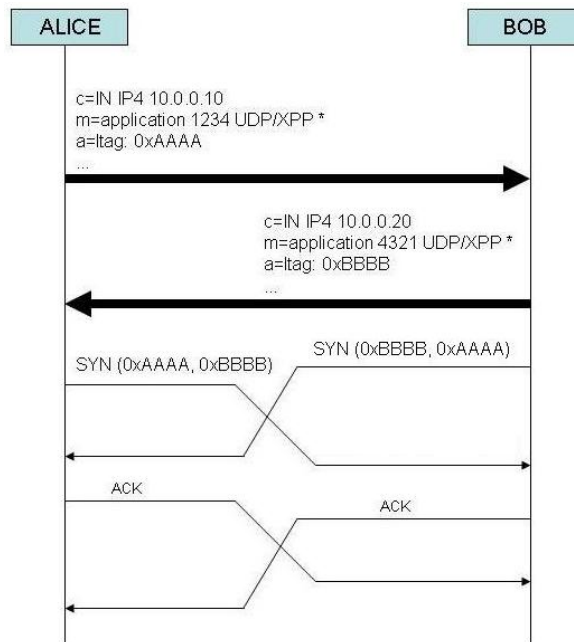 ALICE
BOB
c=IN IP4 10.0.0.10
m=application 1234 UDP/XPP *
a=ltag: 0xAAAA
...
c=IN IP4 10.0.0.20
m=application 4321 UDP/XPP *
a=ltag: 0xBBBB
...
SYN (0xBBBB, 0xAAAA)
SYN (0xAAAA, 0xBBBB)
ACK
ACK